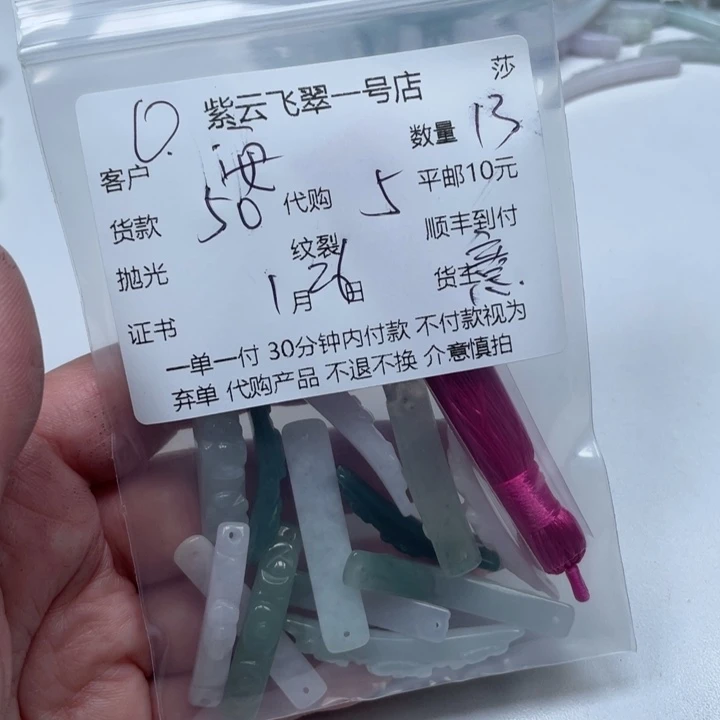 莎
紫云飞翠一号店
客户 数量 13
货款 50 代购 5 平邮10元
抛光 纹裂 顺丰到付
1月26日 货主
证书
一单一付 30分钟内付款 不付款视为
弃单 代购产品 不退不换 介意慎拍